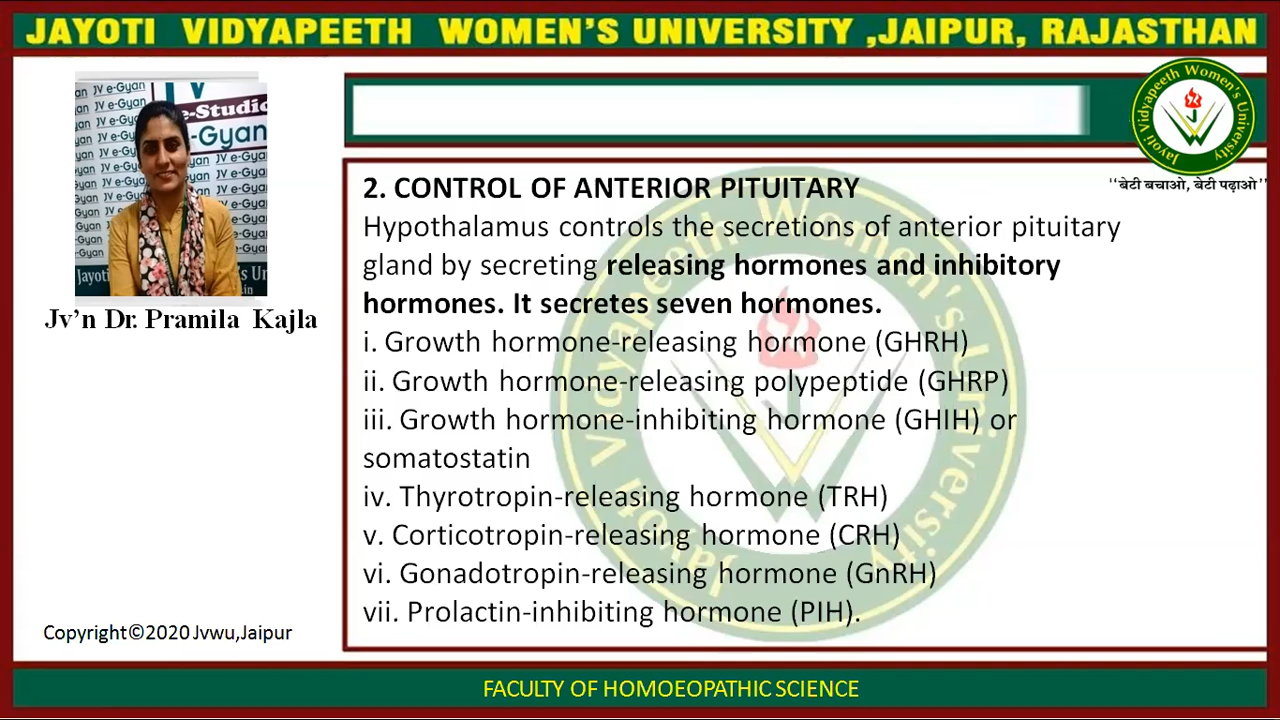 JAYOTI VIDYAPEETH WOMEN'S UNIVERSITY ,JAIPUR, RAJASTHAN
JV e-Gyan
e-Studio
-Gyan
Jayoti
Jv'n Dr. Pramila Kajla
Jayoti Vidyapeeth Women's University
"बेटी बचाओ, बेटी पढ़ाओ"
2. CONTROL OF ANTERIOR PITUITARY
Hypothalamus controls the secretions of anterior pituitary
gland by secreting releasing hormones and inhibitory
hormones. It secretes seven hormones.
i. Growth hormone-releasing hormone (GHRH)
ii. Growth hormone-releasing polypeptide (GHRP)
iii. Growth hormone-inhibiting hormone (GHIH) or
somatostatin
iv. Thyrotropin-releasing hormone (TRH)
v. Corticotropin-releasing hormone (CRH)
vi. Gonadotropin-releasing hormone (GnRH)
vii. Prolactin-inhibiting hormone (PIH).
Copyright©2020 Jvwu,Jaipur
FACULTY OF HOMOEOPATHIC SCIENCE